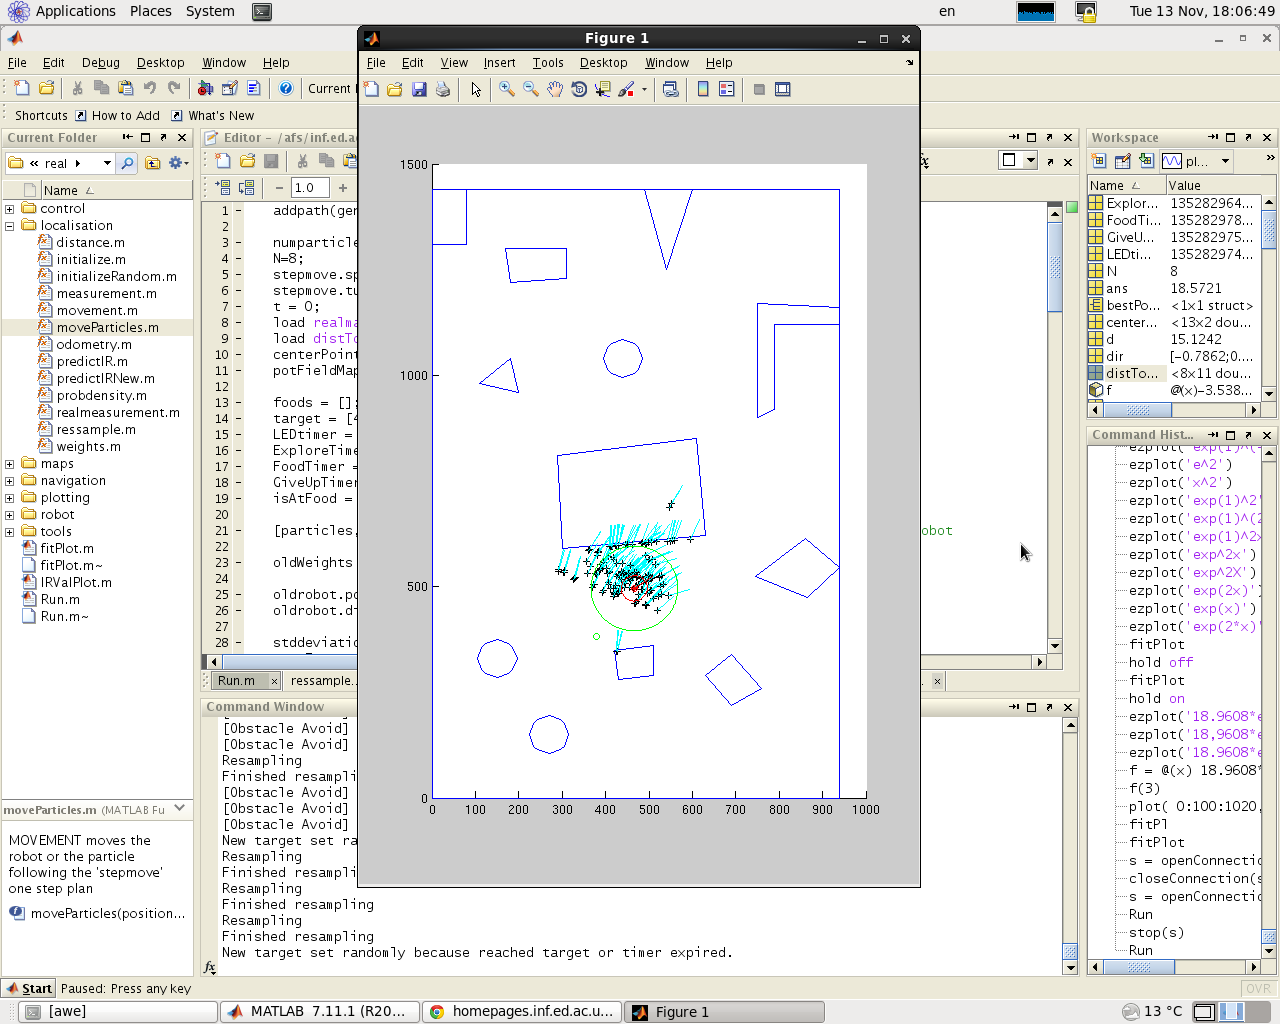 Applications Places System en Tue 13 Nov, 18:06:49
Figure 1
File Edit Debug Desktop Window Help
File Edit View Insert Tools Desktop Window Help
Current
Shortcuts How to Add What's New
Current Folder
Editor - /afs/inf.ed.ac
Workspace
« real
pl...
Name
1.0
Name Value
control
localisation
distance.m
initialize.m
initializeRandom.m
measurement.m
movement.m
moveParticles.m
odometry.m
predictIR.m
predictIRNew.m
probdensity.m
realmeasurement.m
ressample.m
weights.m
maps
navigation
plotting
robot
tools
fitPlot.m
fitPlot.m~
IRValPlot.m
Run.m
Run.m~
1 addpath(gen
2
3 numparticle
4 N=8;
5 stepmove.sp
6 stepmove.tu
7 t = 0;
8 load realma
9 load distTo
10 centerPoint
11 potFieldMap
12
13 foods = [];
14 target = [4
15 LEDtimer =
16 ExploreTime
17 FoodTimer =
18 GiveUpTimer
19 isAtFood =
20
21 [particles, obot
22
23 oldWeights
24
25 oldrobot.po
26 oldrobot.di
27
28 stddeviatio
Run.m × ressample. ×
1500
1000
500
0
0 100 200 300 400 500 600 700 800 900 1000
Explor... 135282964...
FoodTi... 135282978...
GiveU... 135282975...
LEDti... 135282974...
N 8
ans 18.5721
bestPo... <1x1 struct>
center... <13x2 dou...
d 15.1242
dir [-0.7862;0....
distTo... <8x11 dou...
f @(x)-3.538...
Command Hist...
ezplot('exp(1)^(-
ezplot('e^2')
ezplot('x^2')
ezplot('exp(1)^2'
ezplot('exp(1)^(2
ezplot('exp(1)^2x
ezplot('exp^2x')
ezplot('exp^2X')
ezplot('exp(2x)')
ezplot('exp(x)')
ezplot('exp(2*x)'
fitPlot
hold off
fitPlot
hold on
ezplot('18.9608*e
ezplot('18,9608*e
ezplot('18.9608*e
f = @(x) 18.9608*
f(3)
plot( 0:100:1020,
fitPl
fitPlot
s = openConnectio
closeConnection(s
s = openConnectio
Run
stop(s)
Run
Command Window
[Obstacle Avoid]
[Obstacle Avoid]
Resampling
Finished resampli
[Obstacle Avoid]
[Obstacle Avoid]
[Obstacle Avoid]
New target set ra
Resampling
Finished resampli
Resampling
Finished resampling
Resampling
Finished resampling
New target set randomly because reached target or timer expired.
fx
moveParticles.m (MATLAB Fu
MOVEMENT moves the
robot or the particle
following the 'stepmove'
one step plan
moveParticles(position...
Start Paused: Press any key OVR
[awe] MATLAB 7.11.1 (R20... homepages.inf.ed.ac.u... Figure 1 13 °C